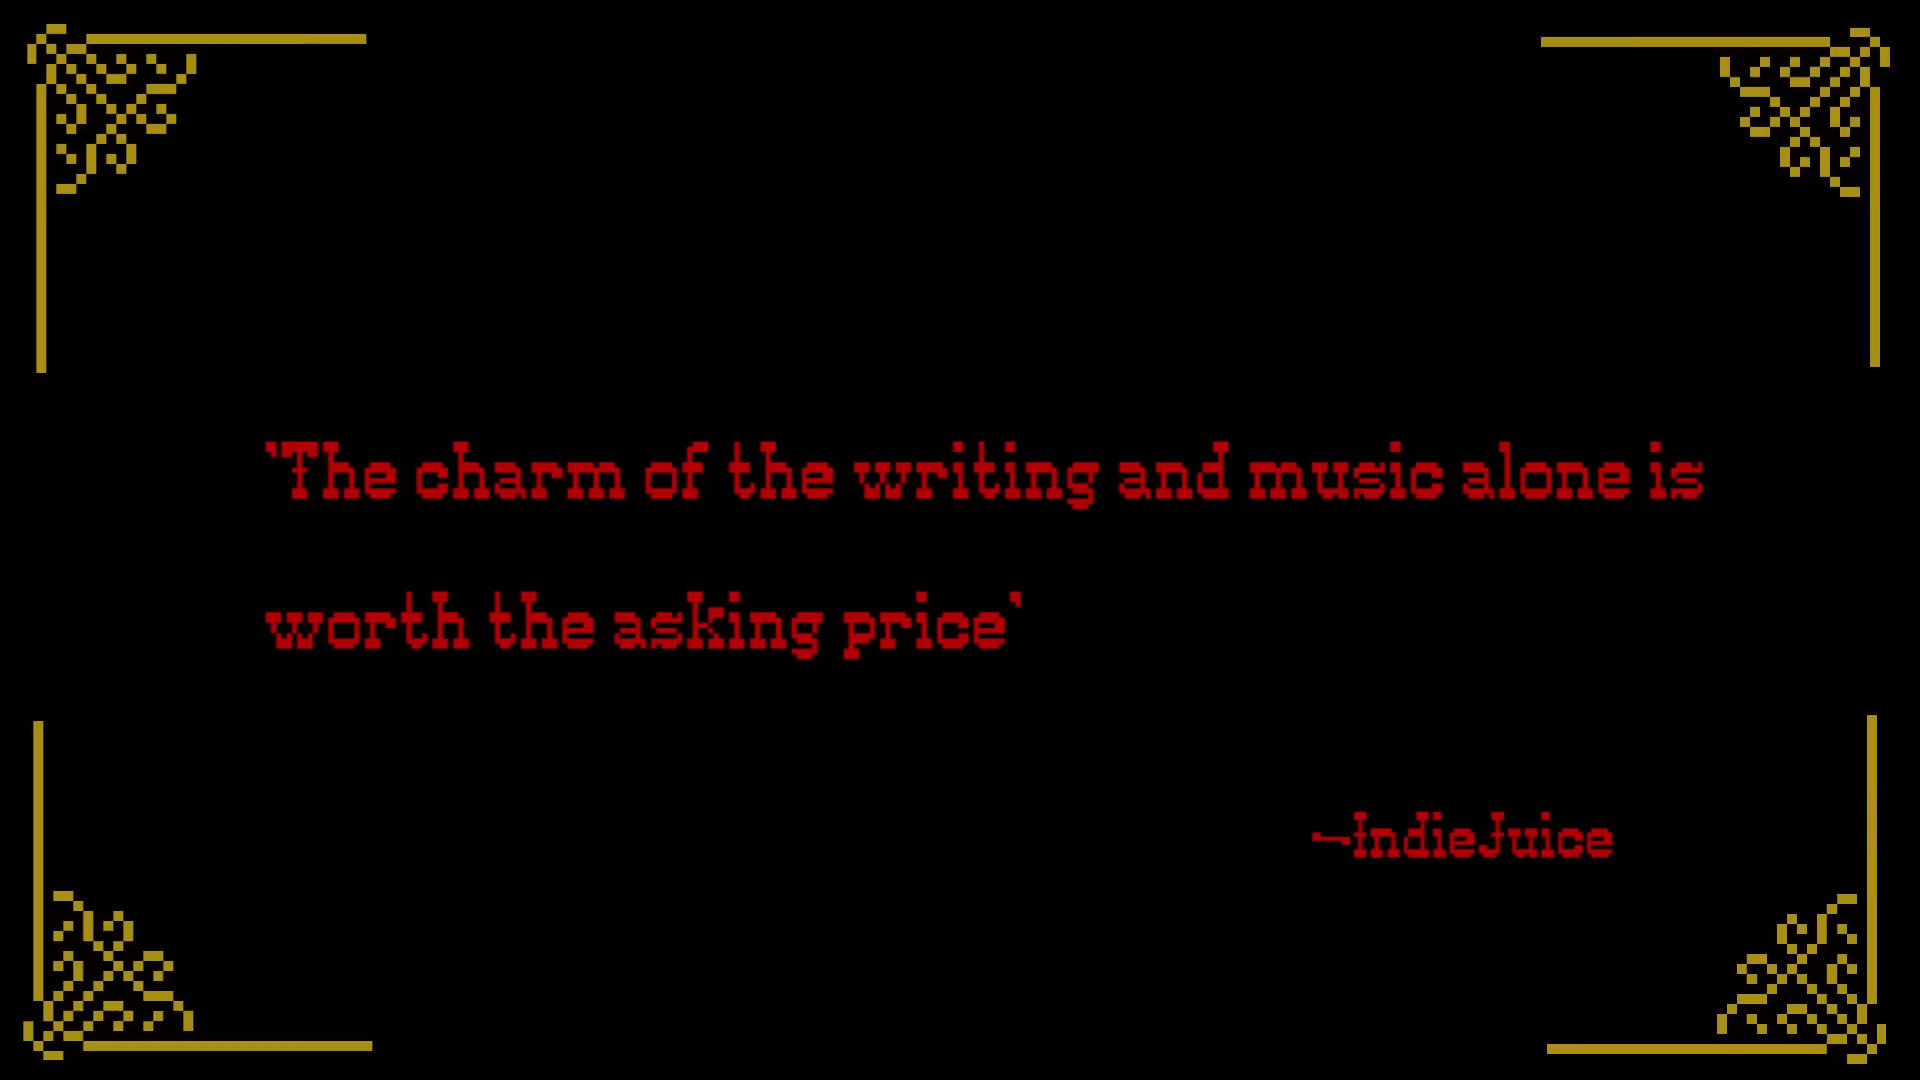 'The charm of the writing and music alone is
worth the asking price'
~IndieJuice